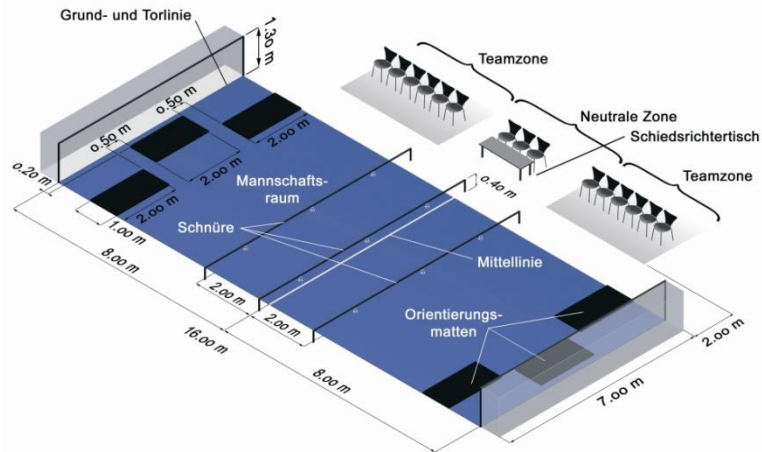 Grund- und Torlinie
1.30 m
Teamzone
0.50 m
0.50 m
2.00 m
Neutrale Zone
Schiedsrichtertisch
0.20 m
2.00 m
Mannschafts-
raum
0.40 m
Teamzone
2.00 m
1.00 m
Schnüre
8.00 m
Mittellinie
2.00 m
2.00 m
Orientierungs-
matten
16.00 m
8.00 m
2.00 m
7.00 m